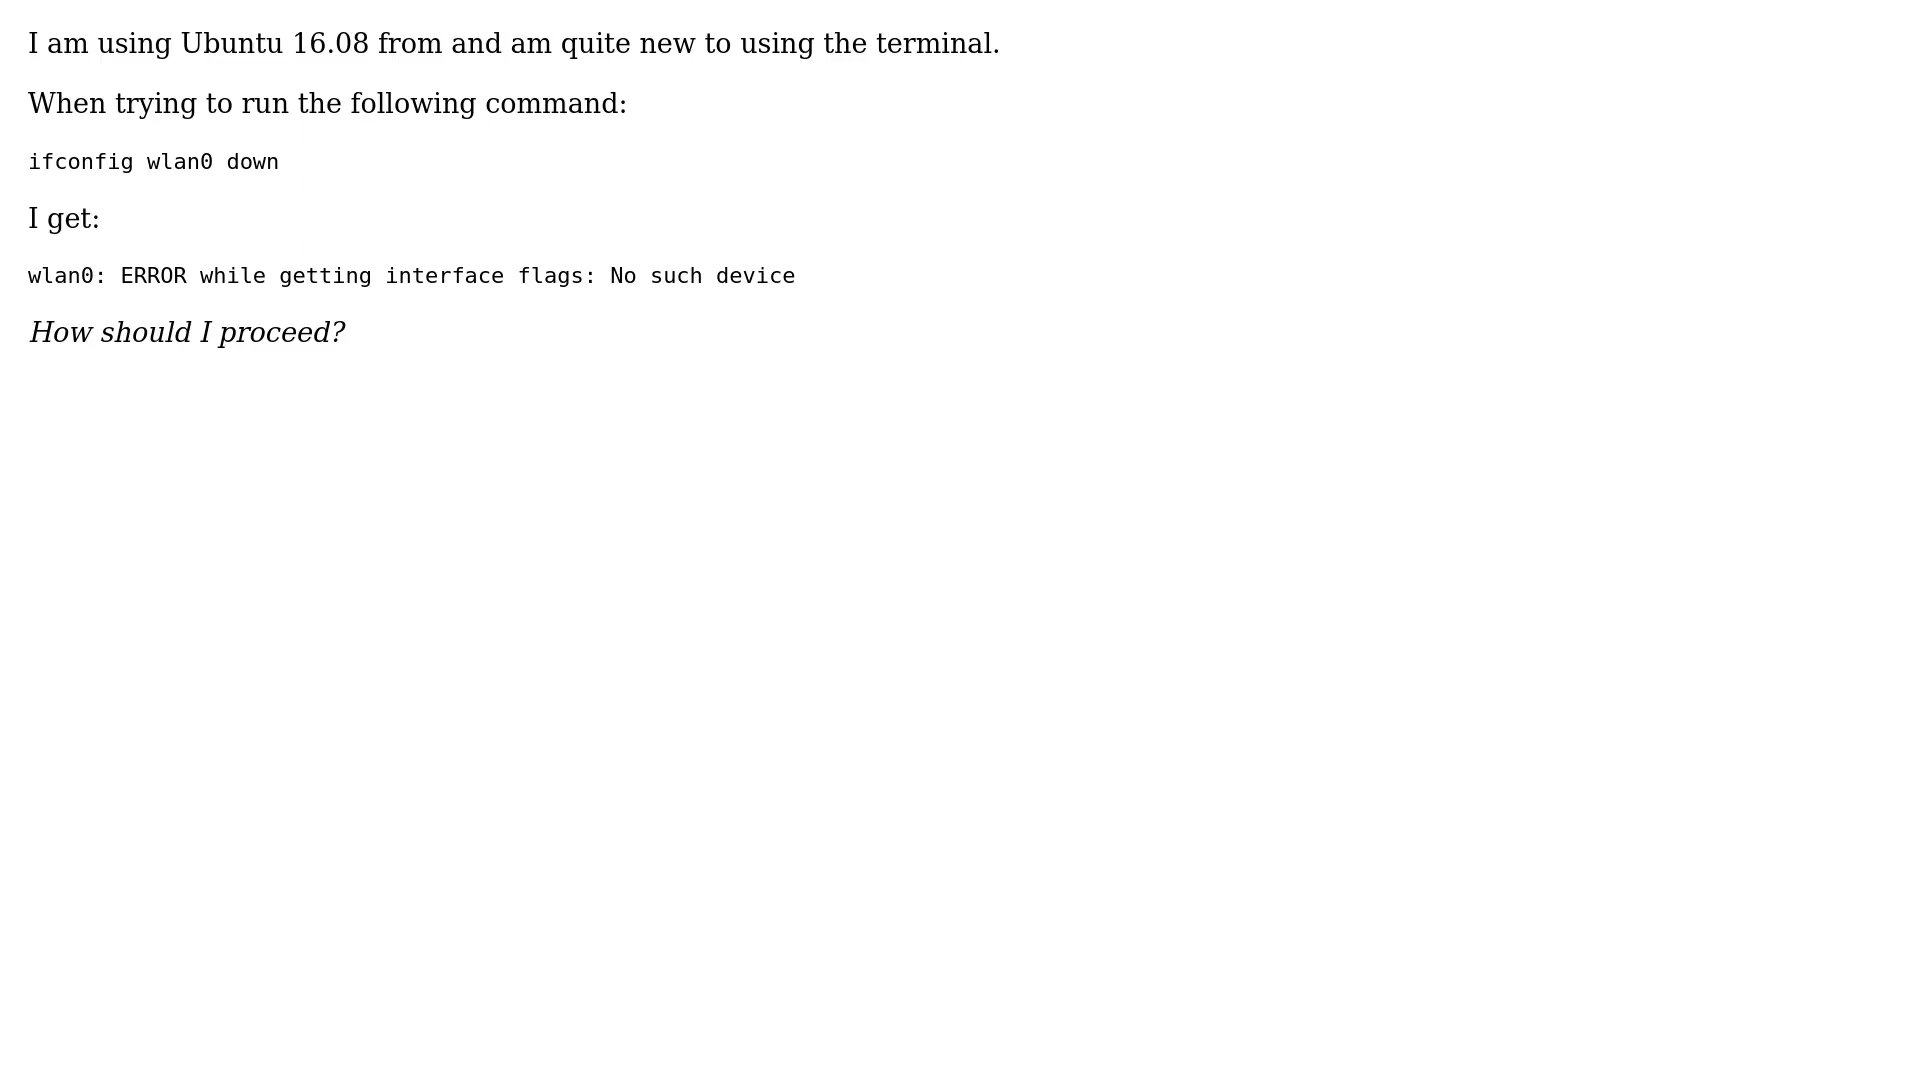 I am using Ubuntu 16.08 from and am quite new to using the terminal.
When trying to run the following command:
ifconfig wlan0 down
I get:
wlan0: ERROR while getting interface flags: No such device
How should I proceed?